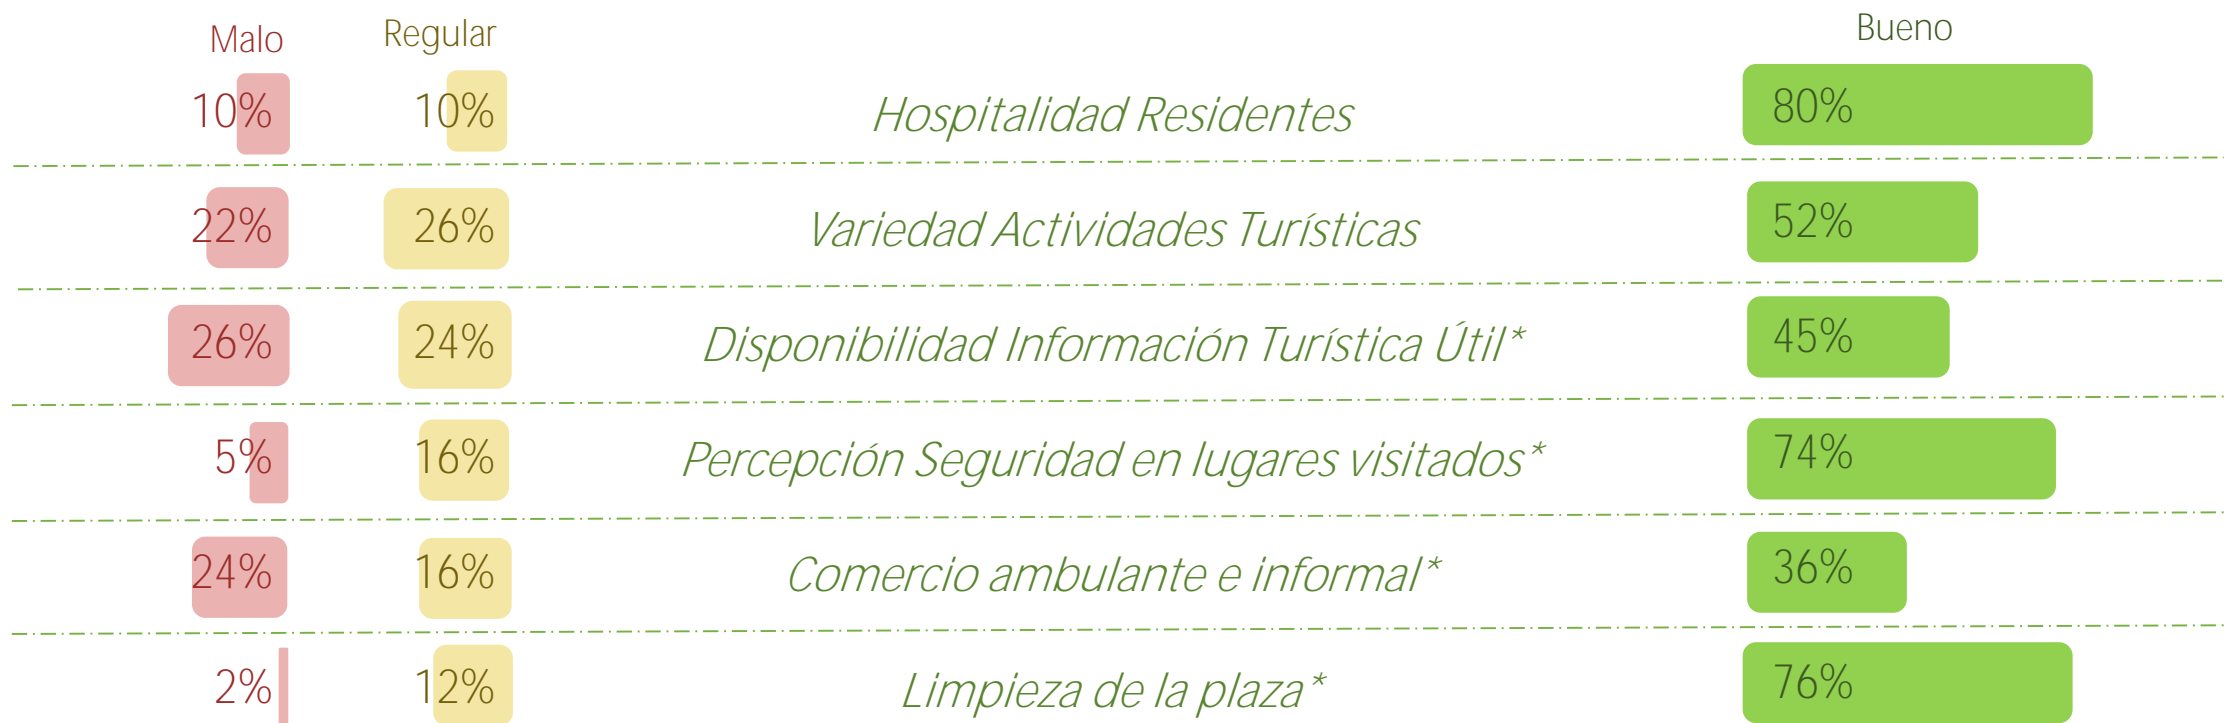 Malo Regular Bueno
10% 10% Hospitalidad Residentes 80%
22% 26% Variedad Actividades Turísticas 52%
26% 24% Disponibilidad Información Turística Útil* 45%
5% 16% Percepción Seguridad en lugares visitados* 74%
24% 16% Comercio ambulante e informal* 36%
2% 12% Limpieza de la plaza* 76%